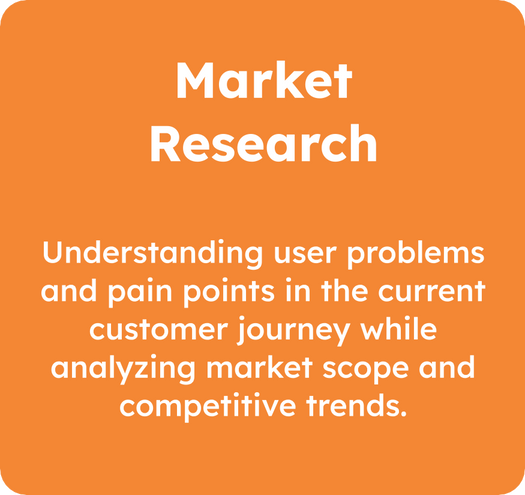 Market
Research
Understanding user problems
and pain points in the current
customer journey while
analyzing market scope and
competitive trends.